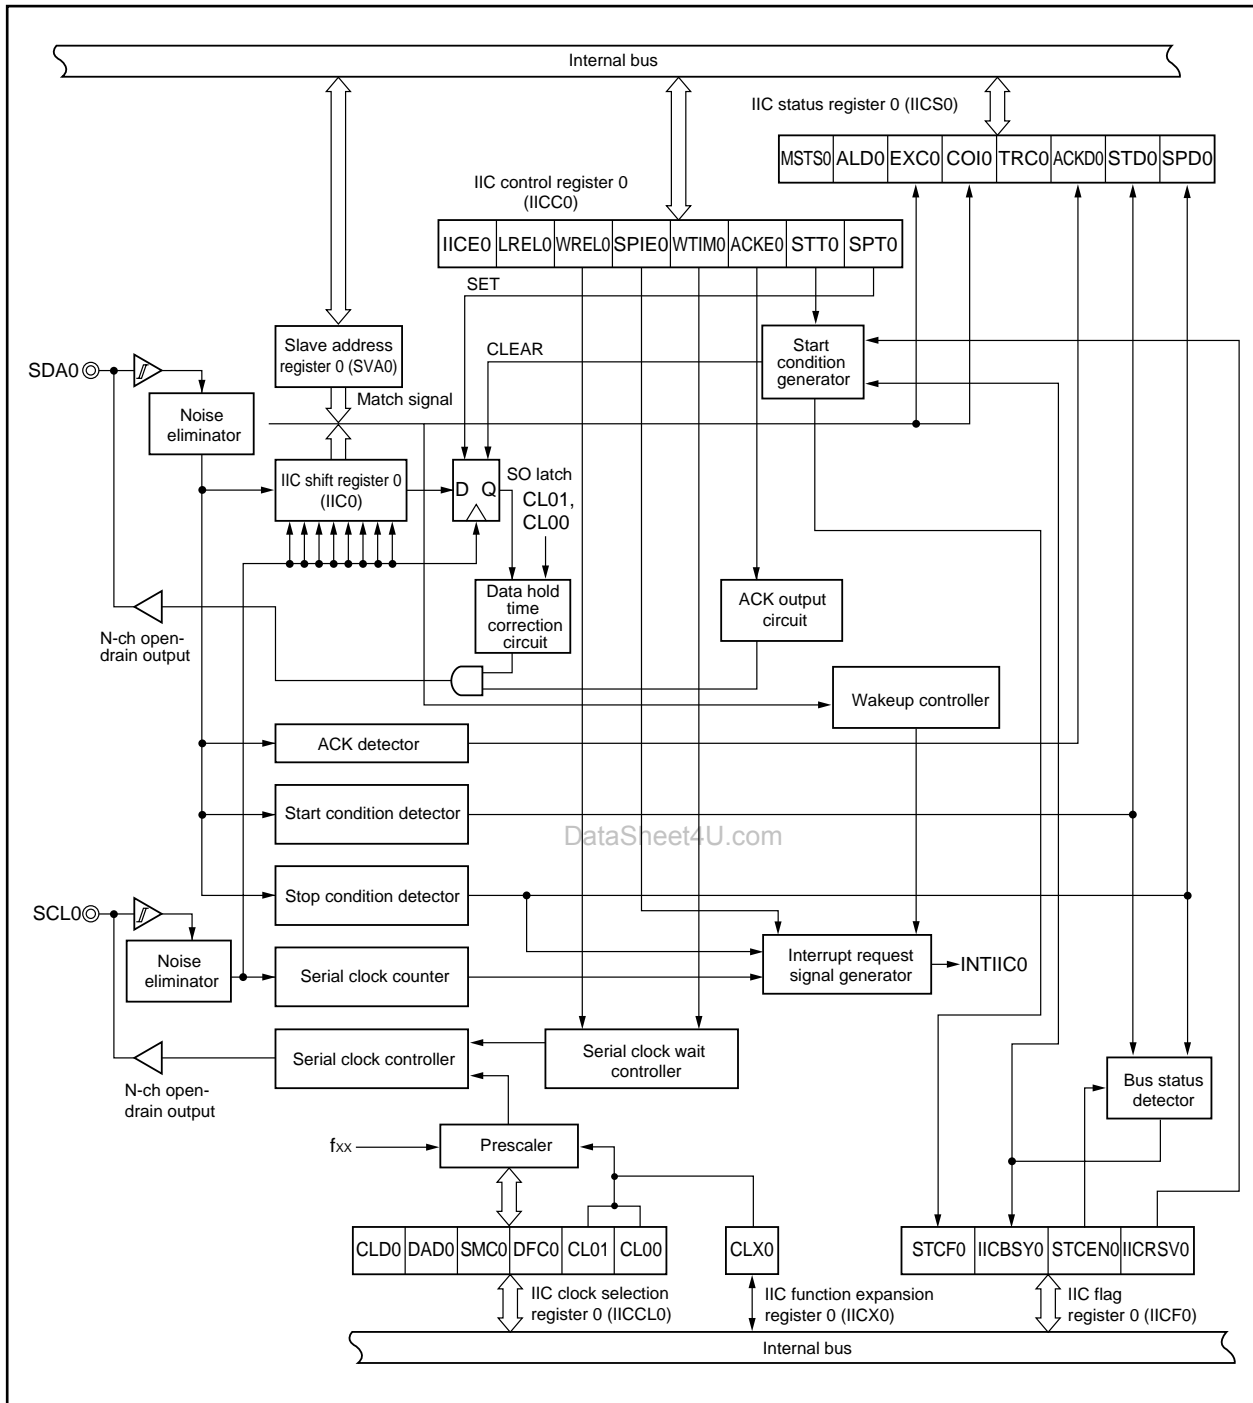 Internal bus
IIC status register 0 (IICS0)
MSTS0 ALD0 EXC0 COI0 TRC0 ACKD0 STD0 SPD0
IIC control register 0
(IICC0)
IICE0 LREL0 WREL0 SPIE0 WTIM0 ACKE0 STT0 SPT0
SET
Slave address
register 0 (SVA0)
CLEAR
Start
condition
generator
SDA0
Match signal
Noise
eliminator
IIC shift register 0
(IIC0)
D Q
SO latch
CL01,
CL00
Data hold
time
correction
circuit
ACK output
circuit
N-ch open-
drain output
Wakeup controller
ACK detector
Start condition detector
DataSheet4U.com
Stop condition detector
SCL0
Noise
eliminator
Serial clock counter
Interrupt request
signal generator
INTIIC0
Serial clock controller
Serial clock wait
controller
N-ch open-
drain output
Bus status
detector
fxx
Prescaler
CLD0 DAD0 SMC0 DFC0 CL01 CL00
CLX0
STCF0 IICBSY0 STCEN0 IICRSV0
IIC clock selection
register 0 (IICCL0)
IIC function expansion
register 0 (IICX0)
IIC flag
register 0 (IICF0)
Internal bus